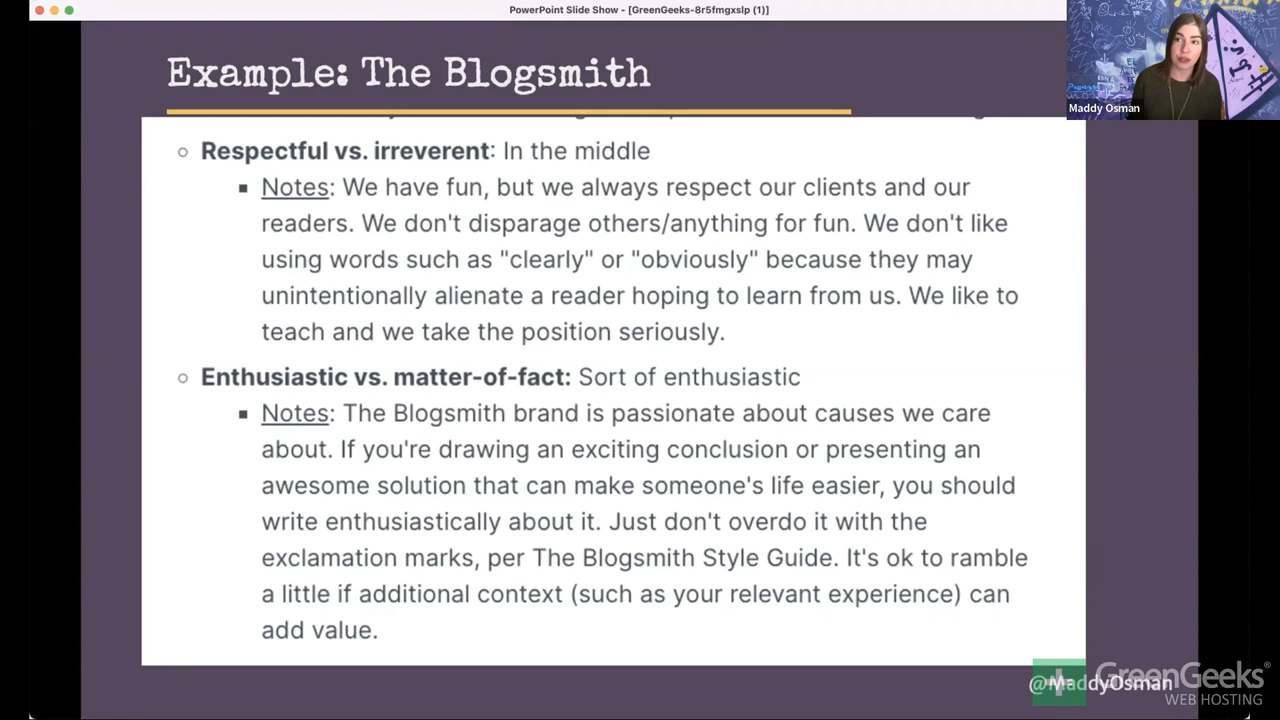 PowerPoint Slide Show - [GreenGeeks-8r5fmgxslp (1)]
Example: The Blogsmith
Maddy Osman
Respectful vs. irreverent: In the middle
Notes: We have fun, but we always respect our clients and our
readers. We don't disparage others/anything for fun. We don't like
using words such as "clearly" or "obviously" because they may
unintentionally alienate a reader hoping to learn from us. We like to
teach and we take the position seriously.
Enthusiastic vs. matter-of-fact: Sort of enthusiastic
Notes: The Blogsmith brand is passionate about causes we care
about. If you're drawing an exciting conclusion or presenting an
awesome solution that can make someone's life easier, you should
write enthusiastically about it. Just don't overdo it with the
exclamation marks, per The Blogsmith Style Guide. It's ok to ramble
a little if additional context (such as your relevant experience) can
add value.
@MaddyOsman
GreenGeeks®
WEB HOSTING